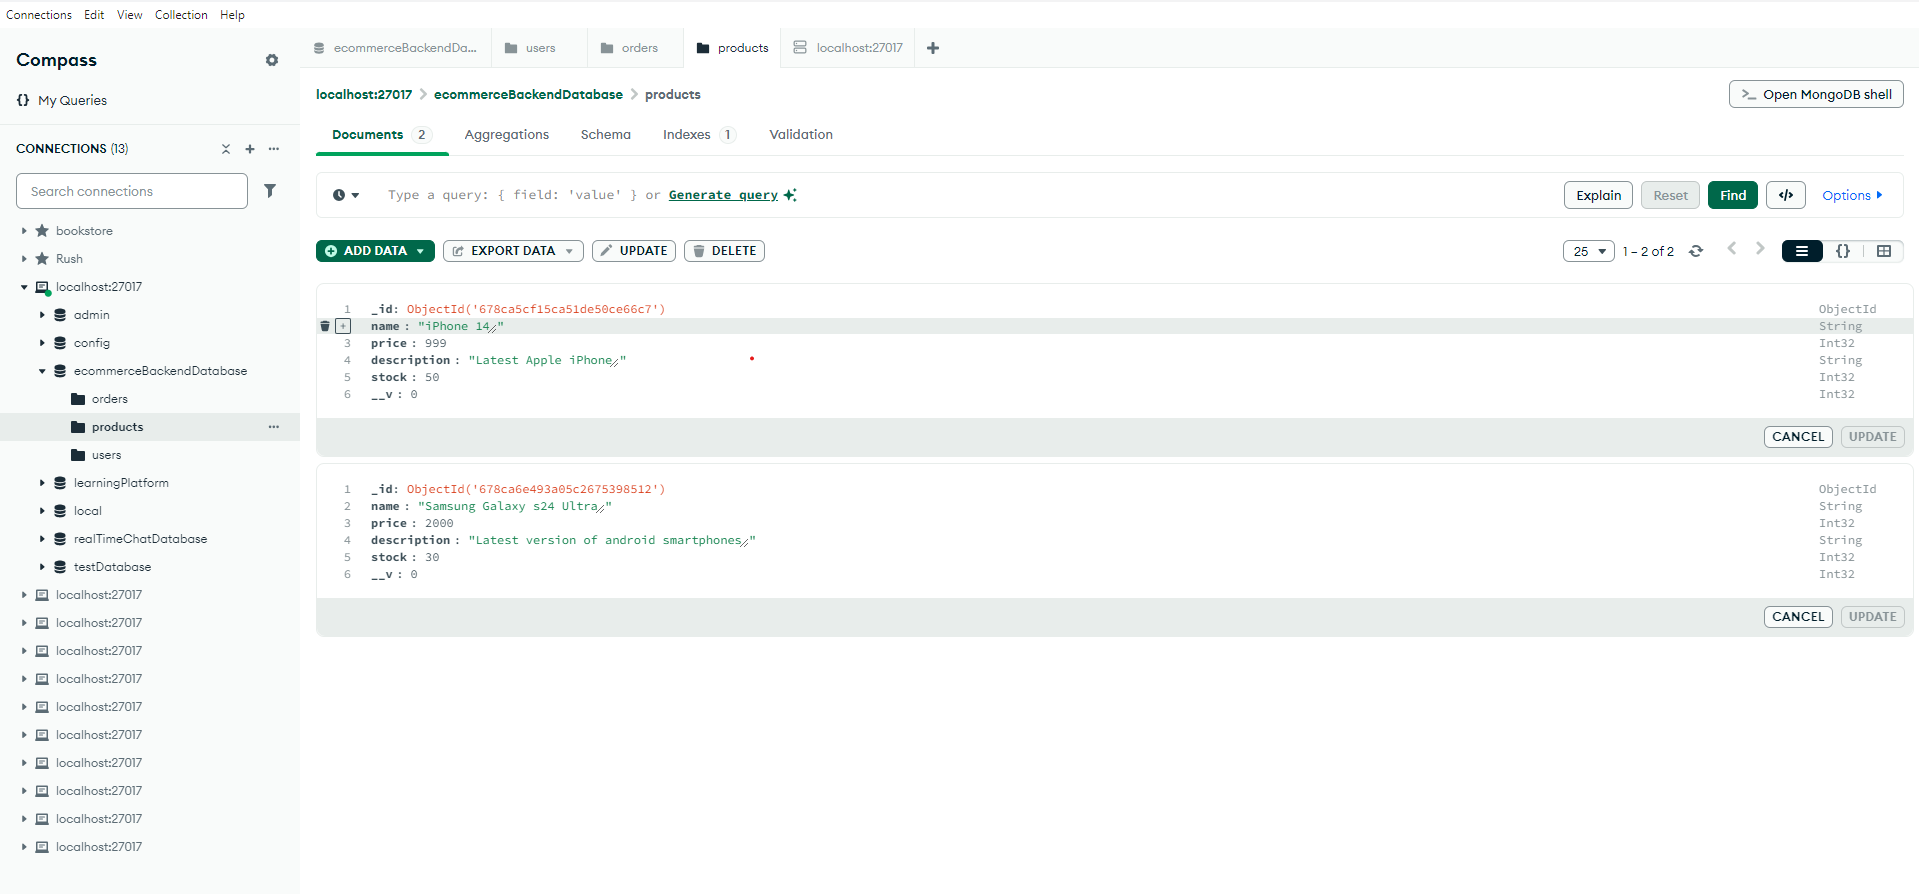 Connections Edit View Collection Help
Compass
My Queries
CONNECTIONS (13)
Search connections
bookstore
Rush
localhost:27017
admin
config
ecommerceBackendDatabase
orders
products
users
learningPlatform
local
realTimeChatDatabase
testDatabase
localhost:27017
localhost:27017
localhost:27017
localhost:27017
localhost:27017
localhost:27017
localhost:27017
localhost:27017
localhost:27017
localhost:27017
ecommerceBackendDa... users orders products localhost:27017
localhost:27017 > ecommerceBackendDatabase > products
Open MongoDB shell
Documents 2 Aggregations Schema Indexes 1 Validation
Type a query: { field: 'value' } or Generate query
Explain Reset Find </> Options
ADD DATA EXPORT DATA UPDATE DELETE
25 1 – 2 of 2 {}
1 _id: ObjectId('678ca5cf15ca51de50ce66c7') ObjectId
+ name : "iPhone 14" String
3 price : 999 Int32
4 description : "Latest Apple iPhone" String
5 stock : 50 Int32
6 __v : 0 Int32
CANCEL UPDATE
1 _id: ObjectId('678ca6e493a05c2675398512') ObjectId
2 name : "Samsung Galaxy s24 Ultra" String
3 price : 2000 Int32
4 description : "Latest version of android smartphones" String
5 stock : 30 Int32
6 __v : 0 Int32
CANCEL UPDATE